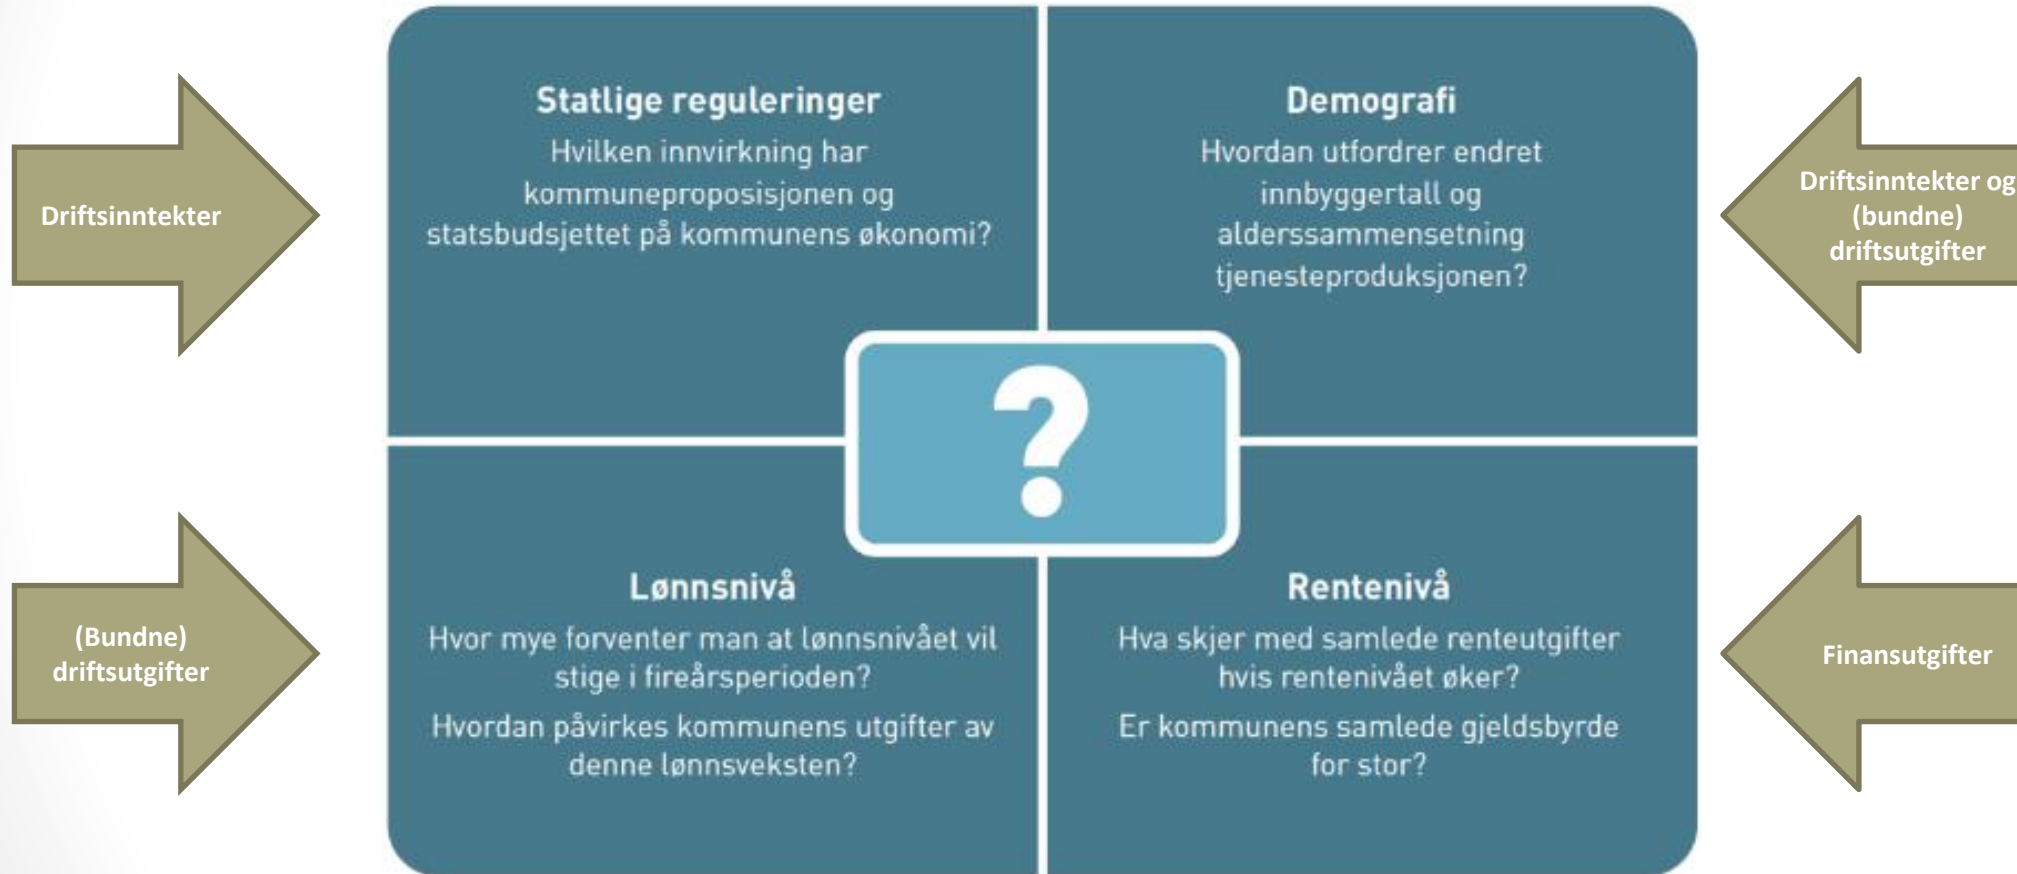 Statlige reguleringer
Hvilken innvirkning har
kommuneproposisjonen og
statsbudsjettet på kommunens økonomi?
Demografi
Hvordan utfordrer endret
innbyggertall og
alderssammensetning
tjenesteproduksjonen?
Driftsinntekter
Driftsinntekter og
(bundne)
driftsutgifter
?
Lønnsnivå
Hvor mye forventer man at lønnsnivået vil
stige i fireårsperioden?
Hvordan påvirkes kommunens utgifter av
denne lønnsveksten?
Rentenivå
Hva skjer med samlede renteutgifter
hvis rentenivået øker?
Er kommunens samlede gjeldsbyrde
for stor?
(Bundne)
driftsutgifter
Finansutgifter